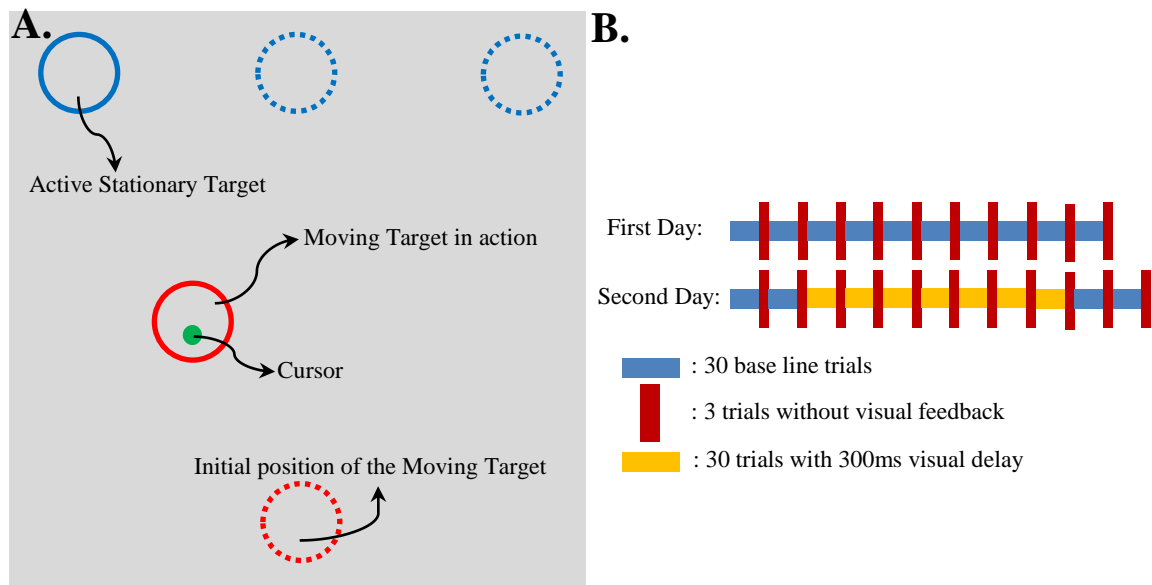 A.
Active Stationary Target
Moving Target in action
Cursor
Initial position of the Moving Target
B.
First Day:
Second Day:
: 30 base line trials
: 3 trials without visual feedback
: 30 trials with 300ms visual delay